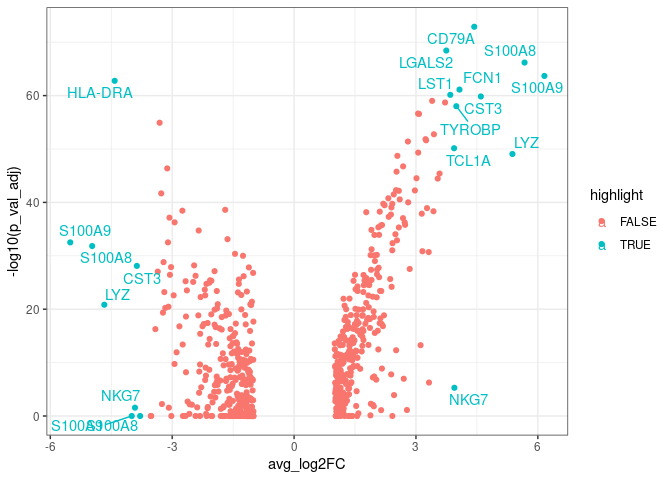 CD79A
S100A8
LGALS2
HLA-DRA
LST1
FCN1
S100A9
CST3
TYROBP
LYZ
TCL1A
S100A9
S100A8
CST3
LYZ
NKG7
NKG7
S100A9
S100A8
60
40
20
0
-6
-3
0
3
6
avg_log2FC
-log10(p_val_adj)
highlight
a FALSE
a TRUE